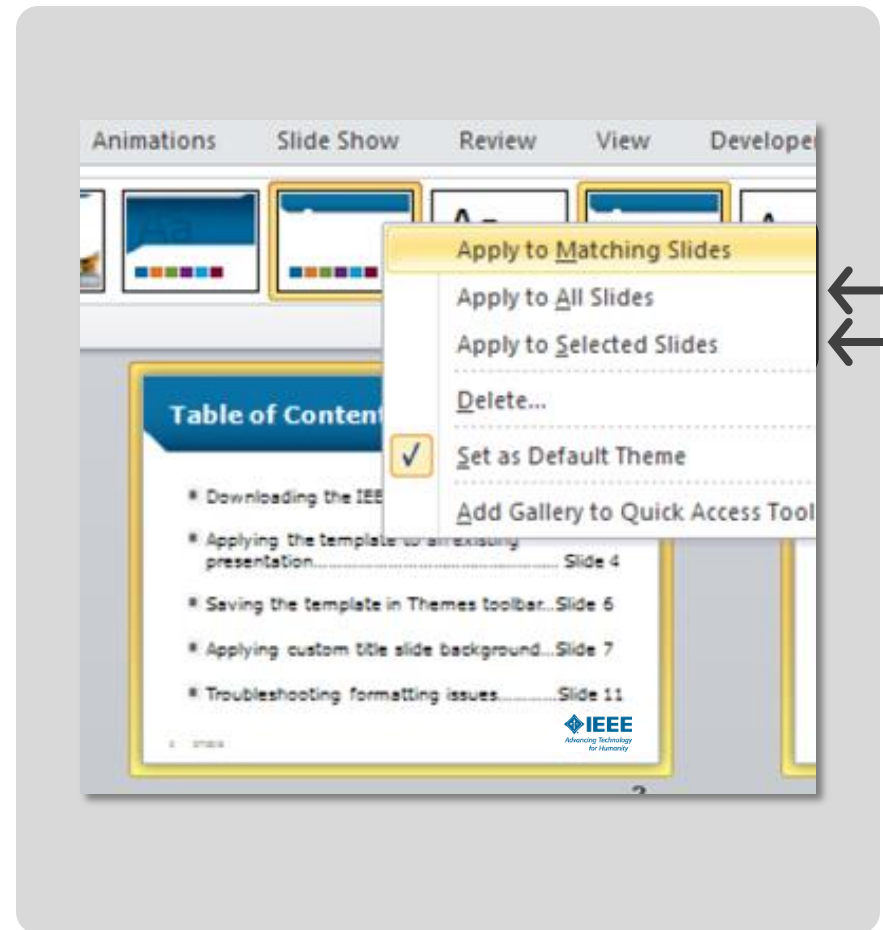 Animations Slide Show Review View Develope
Aa
Apply to Matching Slides
Apply to All Slides
Apply to Selected Slides
Delete...
Set as Default Theme
Add Gallery to Quick Access Tool
Table of Conten
* Downloading the IEE
* Applying the template to an existing
presentation.................................................... Slide 4
* Saving the template in Themes toolbar...Slide 6
* Applying custom title slide background...Slide 7
* Troubleshooting formatting issues............Slide 11
IEEE
Advancing Technology
for Humanity